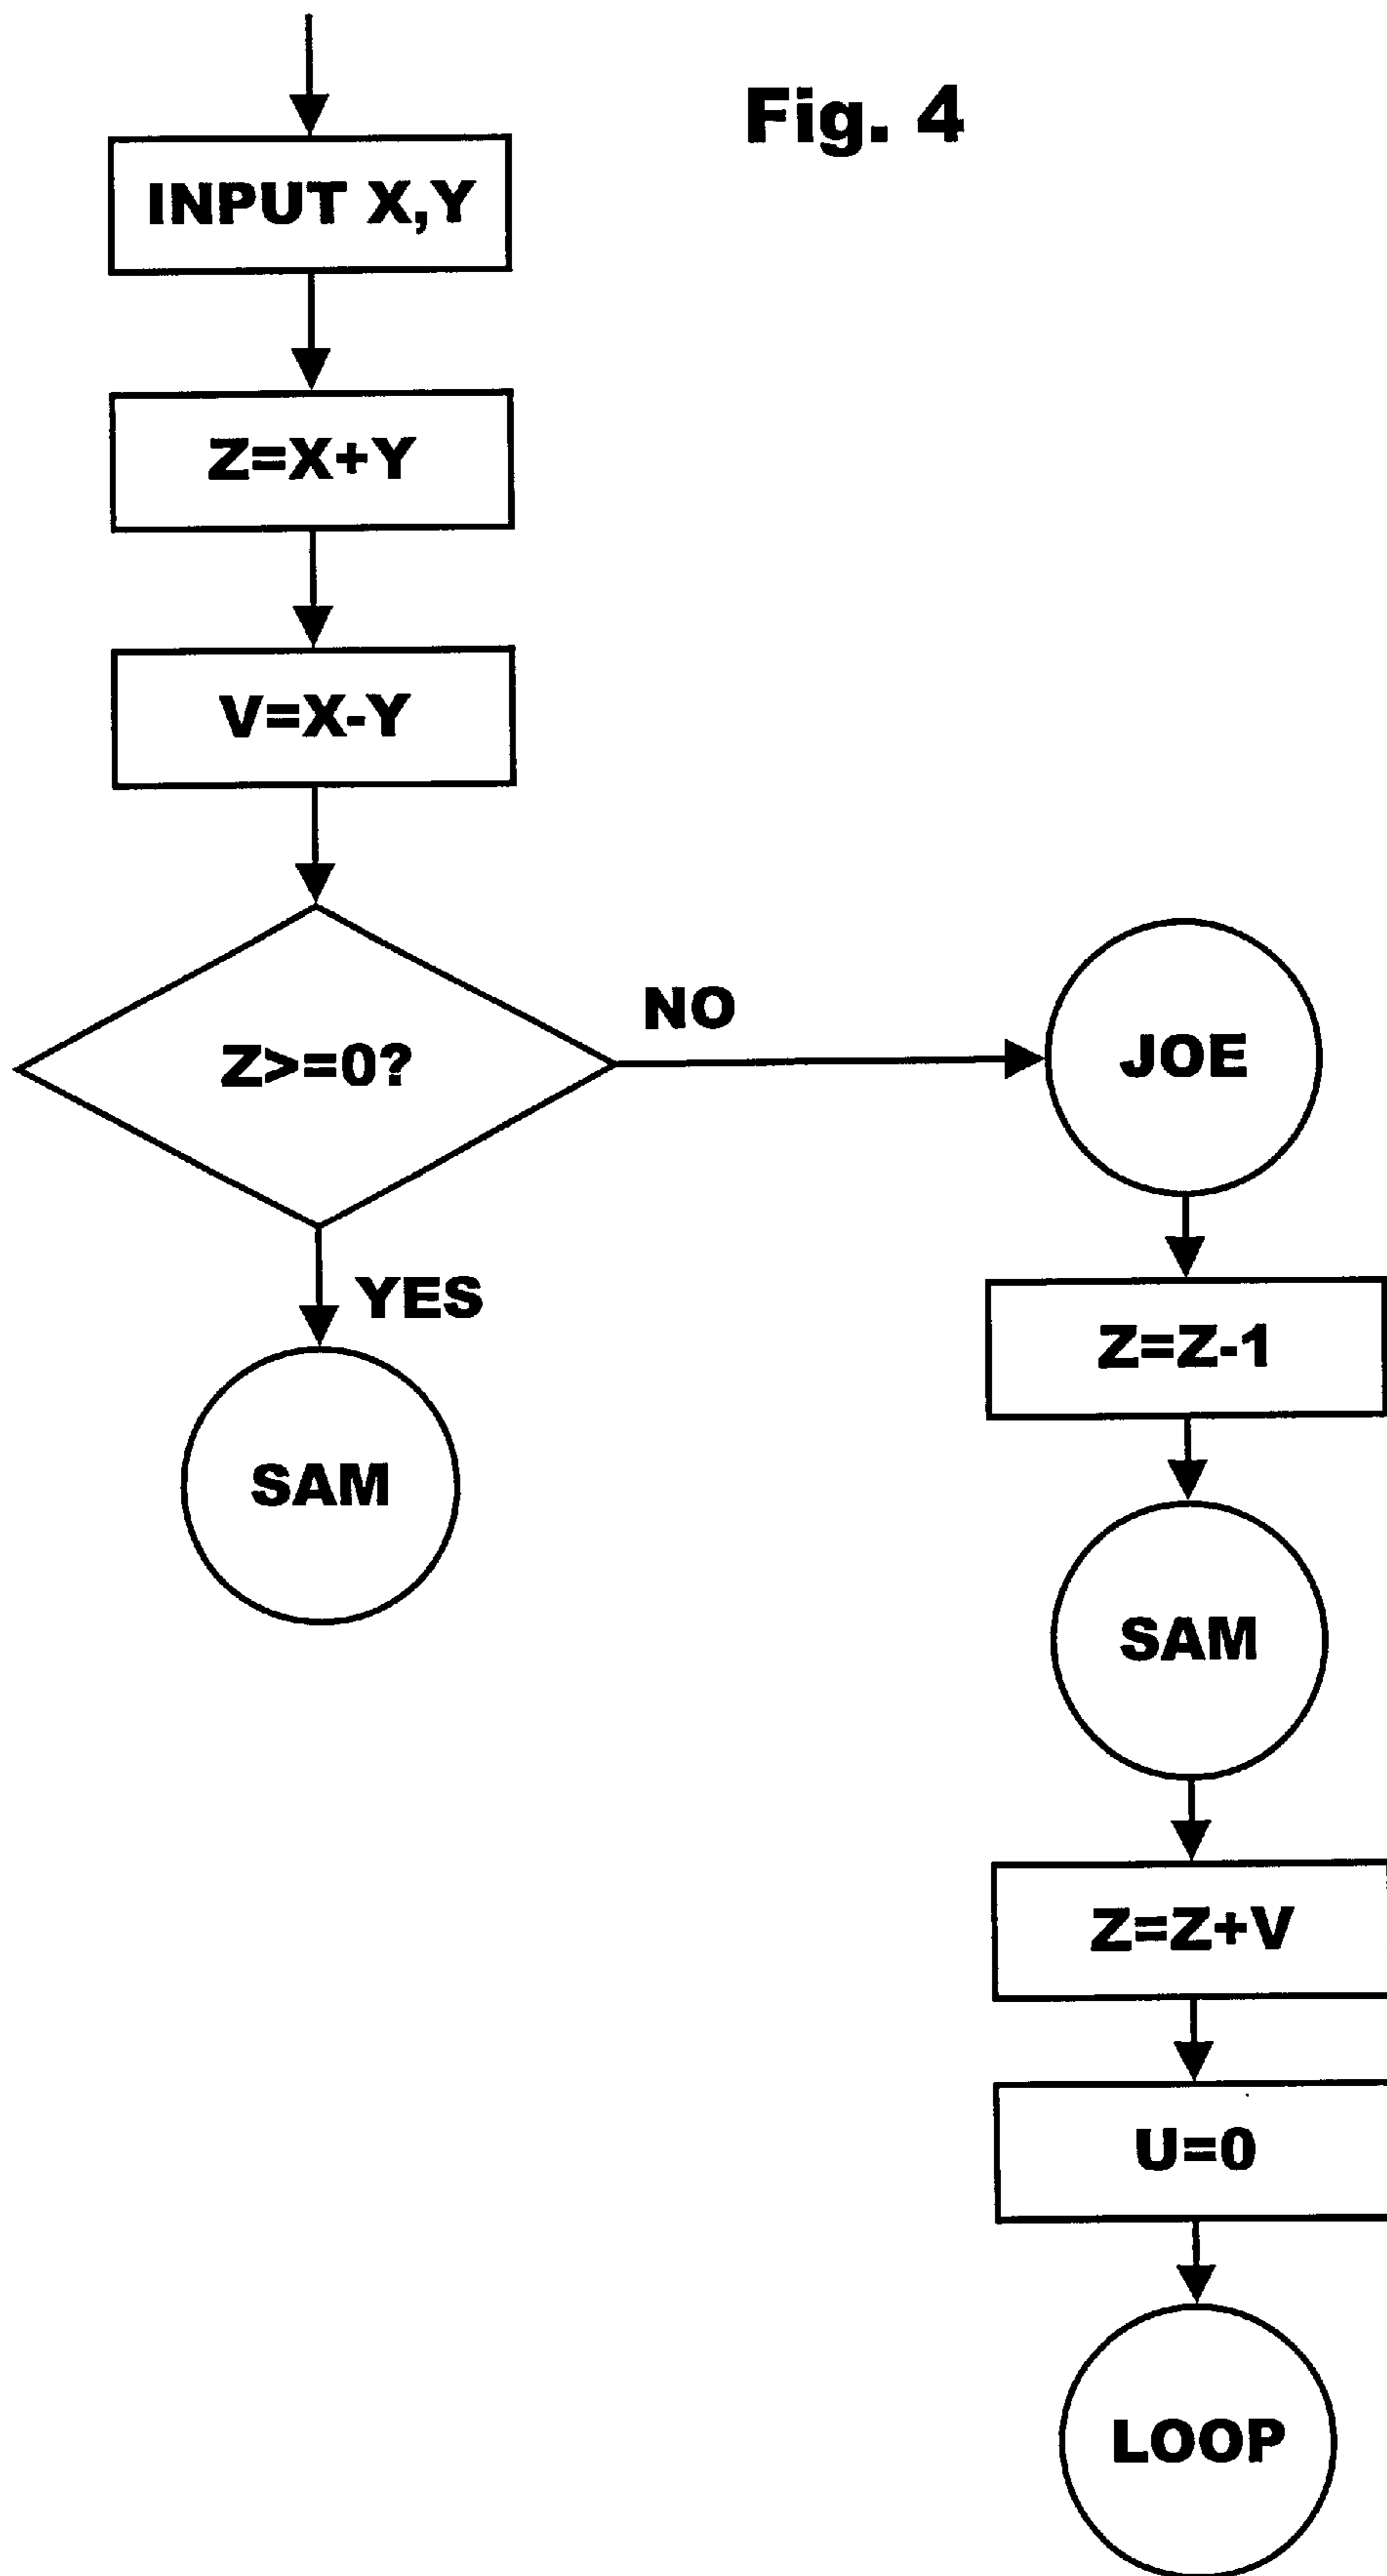 Fig. 4
INPUT X,Y
Z=X+Y
V=X-Y
Z>=0?
NO
YES
SAM
JOE
Z=Z-1
SAM
Z=Z+V
U=0
LOOP